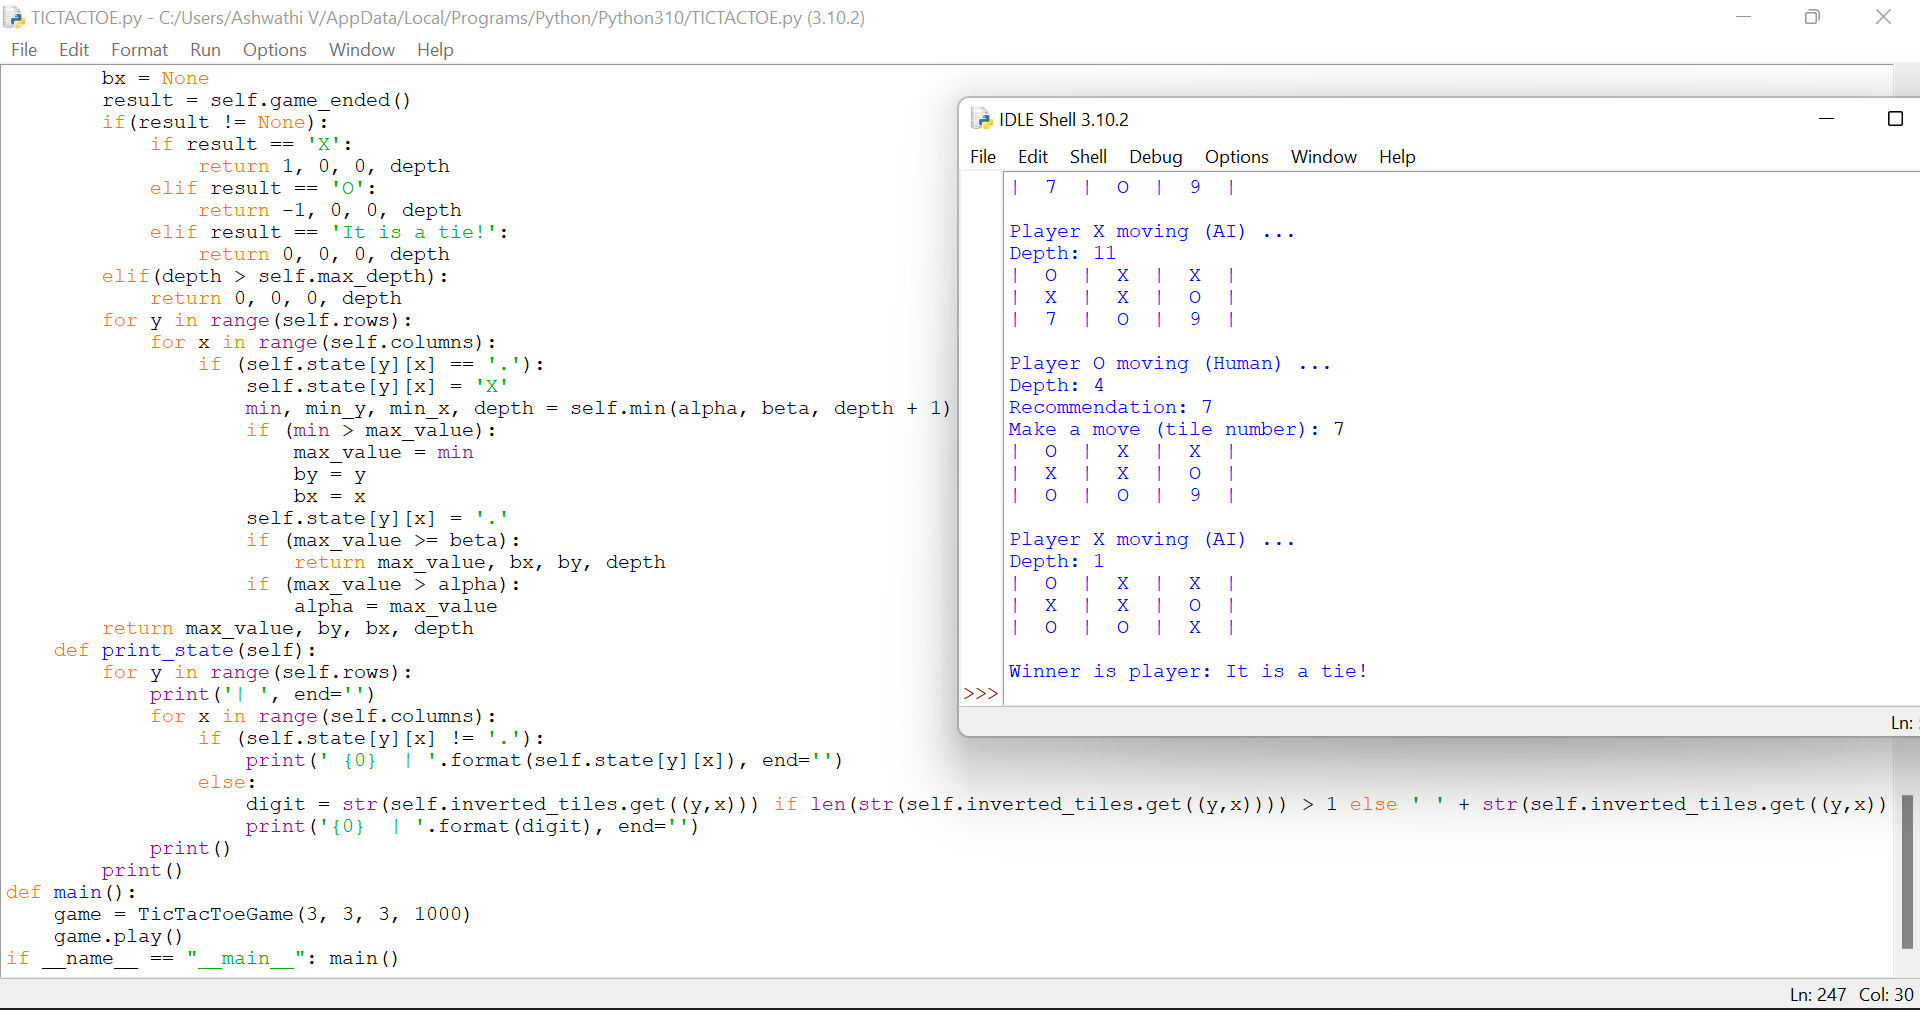 TICTACTOE.py - C:/Users/Ashwathi V/AppData/Local/Programs/Python/Python310/TICTACTOE.py (3.10.2)
File Edit Format Run Options Window Help
        bx = None
        result = self.game_ended()
        if(result != None):
            if result == 'X':
                return 1, 0, 0, depth
            elif result == 'O':
                return -1, 0, 0, depth
            elif result == 'It is a tie!':
                return 0, 0, 0, depth
        elif(depth > self.max_depth):
            return 0, 0, 0, depth
        for y in range(self.rows):
            for x in range(self.columns):
                if (self.state[y][x] == '.'):
                    self.state[y][x] = 'X'
                    min, min_y, min_x, depth = self.min(alpha, beta, depth + 1)
                    if (min > max_value):
                        max_value = min
                        by = y
                        bx = x
                    self.state[y][x] = '.'
                    if (max_value >= beta):
                        return max_value, bx, by, depth
                    if (max_value > alpha):
                        alpha = max_value
        return max_value, by, bx, depth
    def print_state(self):
        for y in range(self.rows):
            print('| ', end='')
            for x in range(self.columns):
                if (self.state[y][x] != '.'):
                    print(' {0}  | '.format(self.state[y][x]), end='')
                else:
                    digit = str(self.inverted_tiles.get((y,x))) if len(str(self.inverted_tiles.get((y,x)))) > 1 else ' ' + str(self.inverted_tiles.get((y,x))
                    print('{0}  | '.format(digit), end='')
            print()
        print()
def main():
    game = TicTacToeGame(3, 3, 3, 1000)
    game.play()
if __name__ == "__main__": main()
Ln: 247 Col: 30
IDLE Shell 3.10.2
File Edit Shell Debug Options Window Help
|  7  |  O  |  9  |
Player X moving (AI) ...
Depth: 11
|  O  |  X  |  X  |
|  X  |  X  |  O  |
|  7  |  O  |  9  |
Player O moving (Human) ...
Depth: 4
Recommendation: 7
Make a move (tile number): 7
|  O  |  X  |  X  |
|  X  |  X  |  O  |
|  O  |  O  |  9  |
Player X moving (AI) ...
Depth: 1
|  O  |  X  |  X  |
|  X  |  X  |  O  |
|  O  |  O  |  X  |
Winner is player: It is a tie!
>>>
Ln: